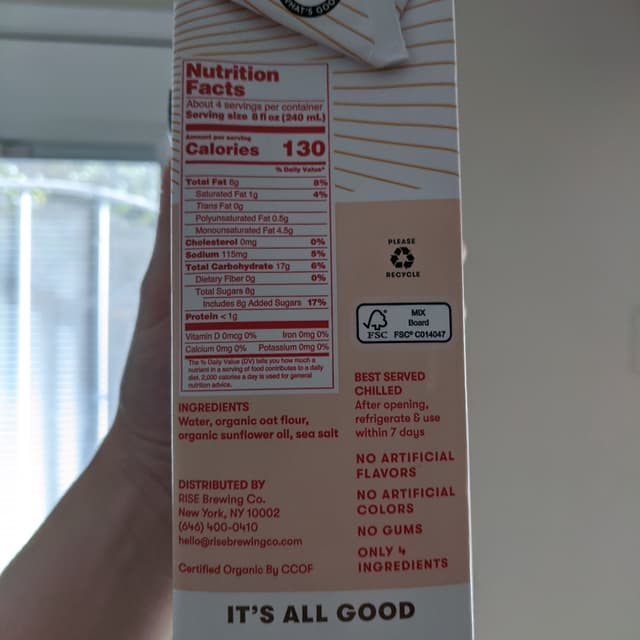 WHAT'S GOOD
Nutrition
Facts
About 4 servings per container
Serving size 8 fl oz (240 mL)
Amount per serving
Calories 130
% Daily Value*
Total Fat 6g 8%
Saturated Fat 1g 4%
Trans Fat 0g
Polyunsaturated Fat 0.5g
Monounsaturated Fat 4.5g
Cholesterol 0mg 0%
Sodium 115mg 5%
Total Carbohydrate 17g 6%
Dietary Fiber 0g 0%
Total Sugars 8g
Includes 8g Added Sugars 17%
Protein < 1g
Vitamin D 0mcg 0% Iron 0mg 0%
Calcium 0mg 0% Potassium 0mg 0%
*The % Daily Value (DV) tells you how much a
nutrient in a serving of food contributes to a daily
diet. 2,000 calories a day is used for general
nutrition advice.
INGREDIENTS
Water, organic oat flour,
organic sunflower oil, sea salt
DISTRIBUTED BY
RISE Brewing Co.
New York, NY 10002
(646) 400-0410
hello@risebrewingco.com
Certified Organic By CCOF
PLEASE
RECYCLE
FSC
MIX
Board
FSC® C014047
BEST SERVED
CHILLED
After opening,
refrigerate & use
within 7 days
NO ARTIFICIAL
FLAVORS
NO ARTIFICIAL
COLORS
NO GUMS
ONLY 4
INGREDIENTS
IT'S ALL GOOD